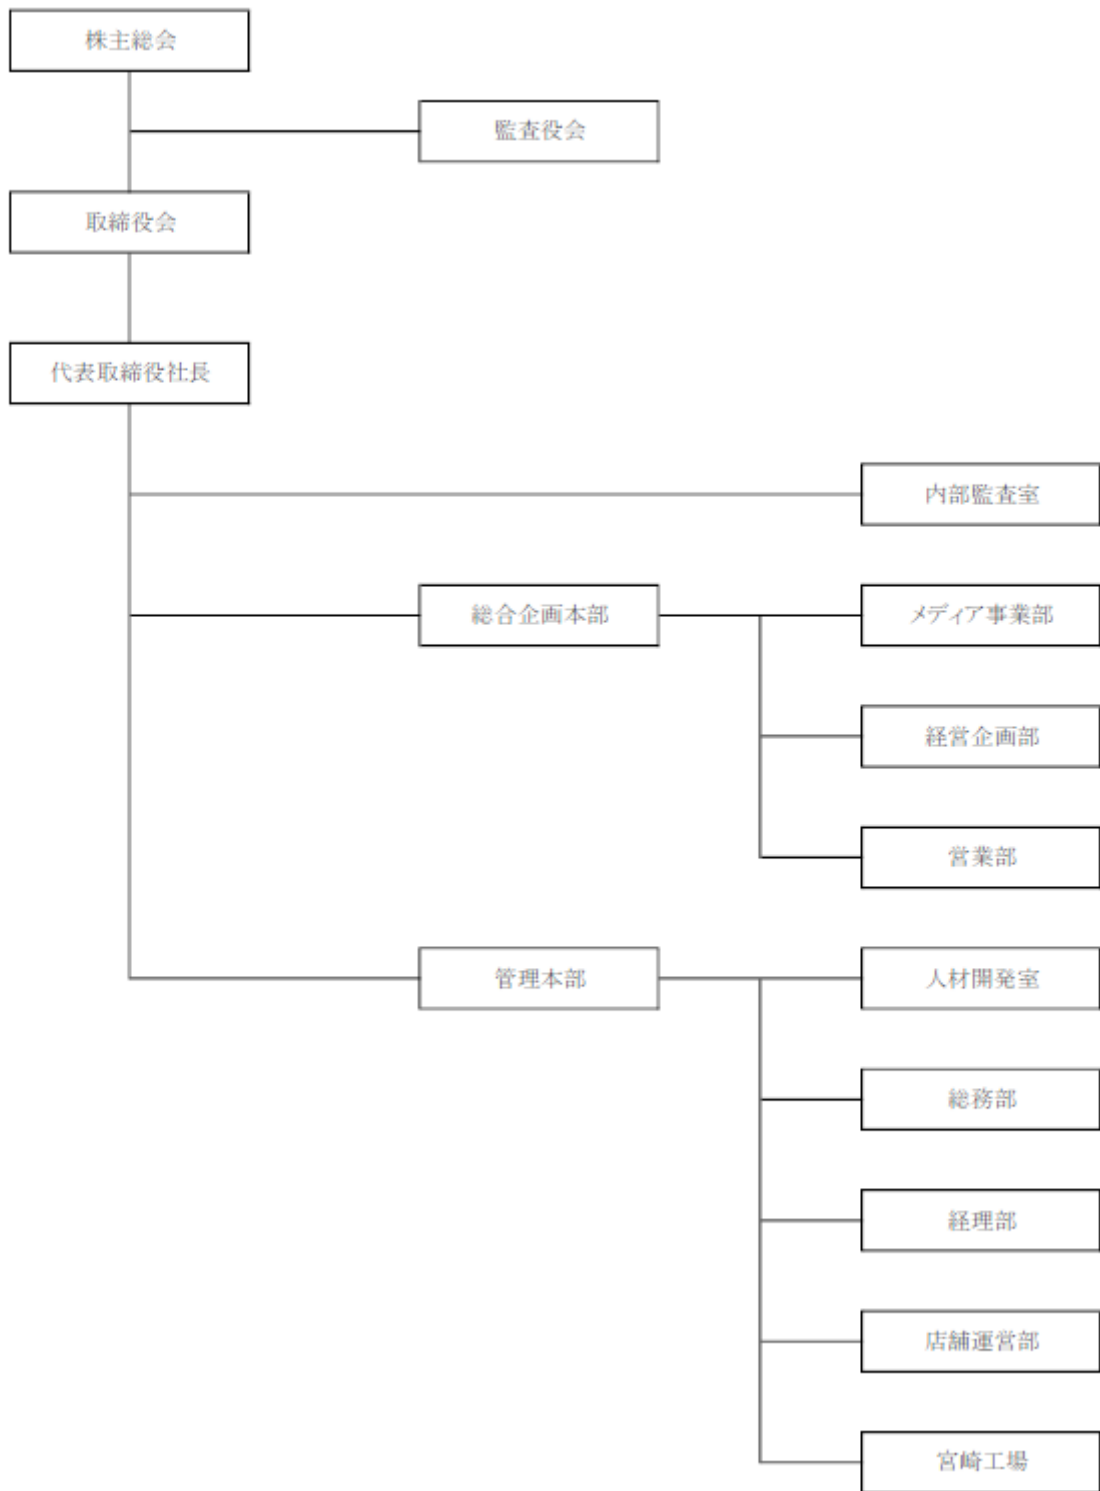 株主総会
監査役会
取締役会
代表取締役社長
内部監査室
総合企画本部
メディア事業部
経営企画部
営業部
管理本部
人材開発室
総務部
経理部
店舗運営部
宮崎工場